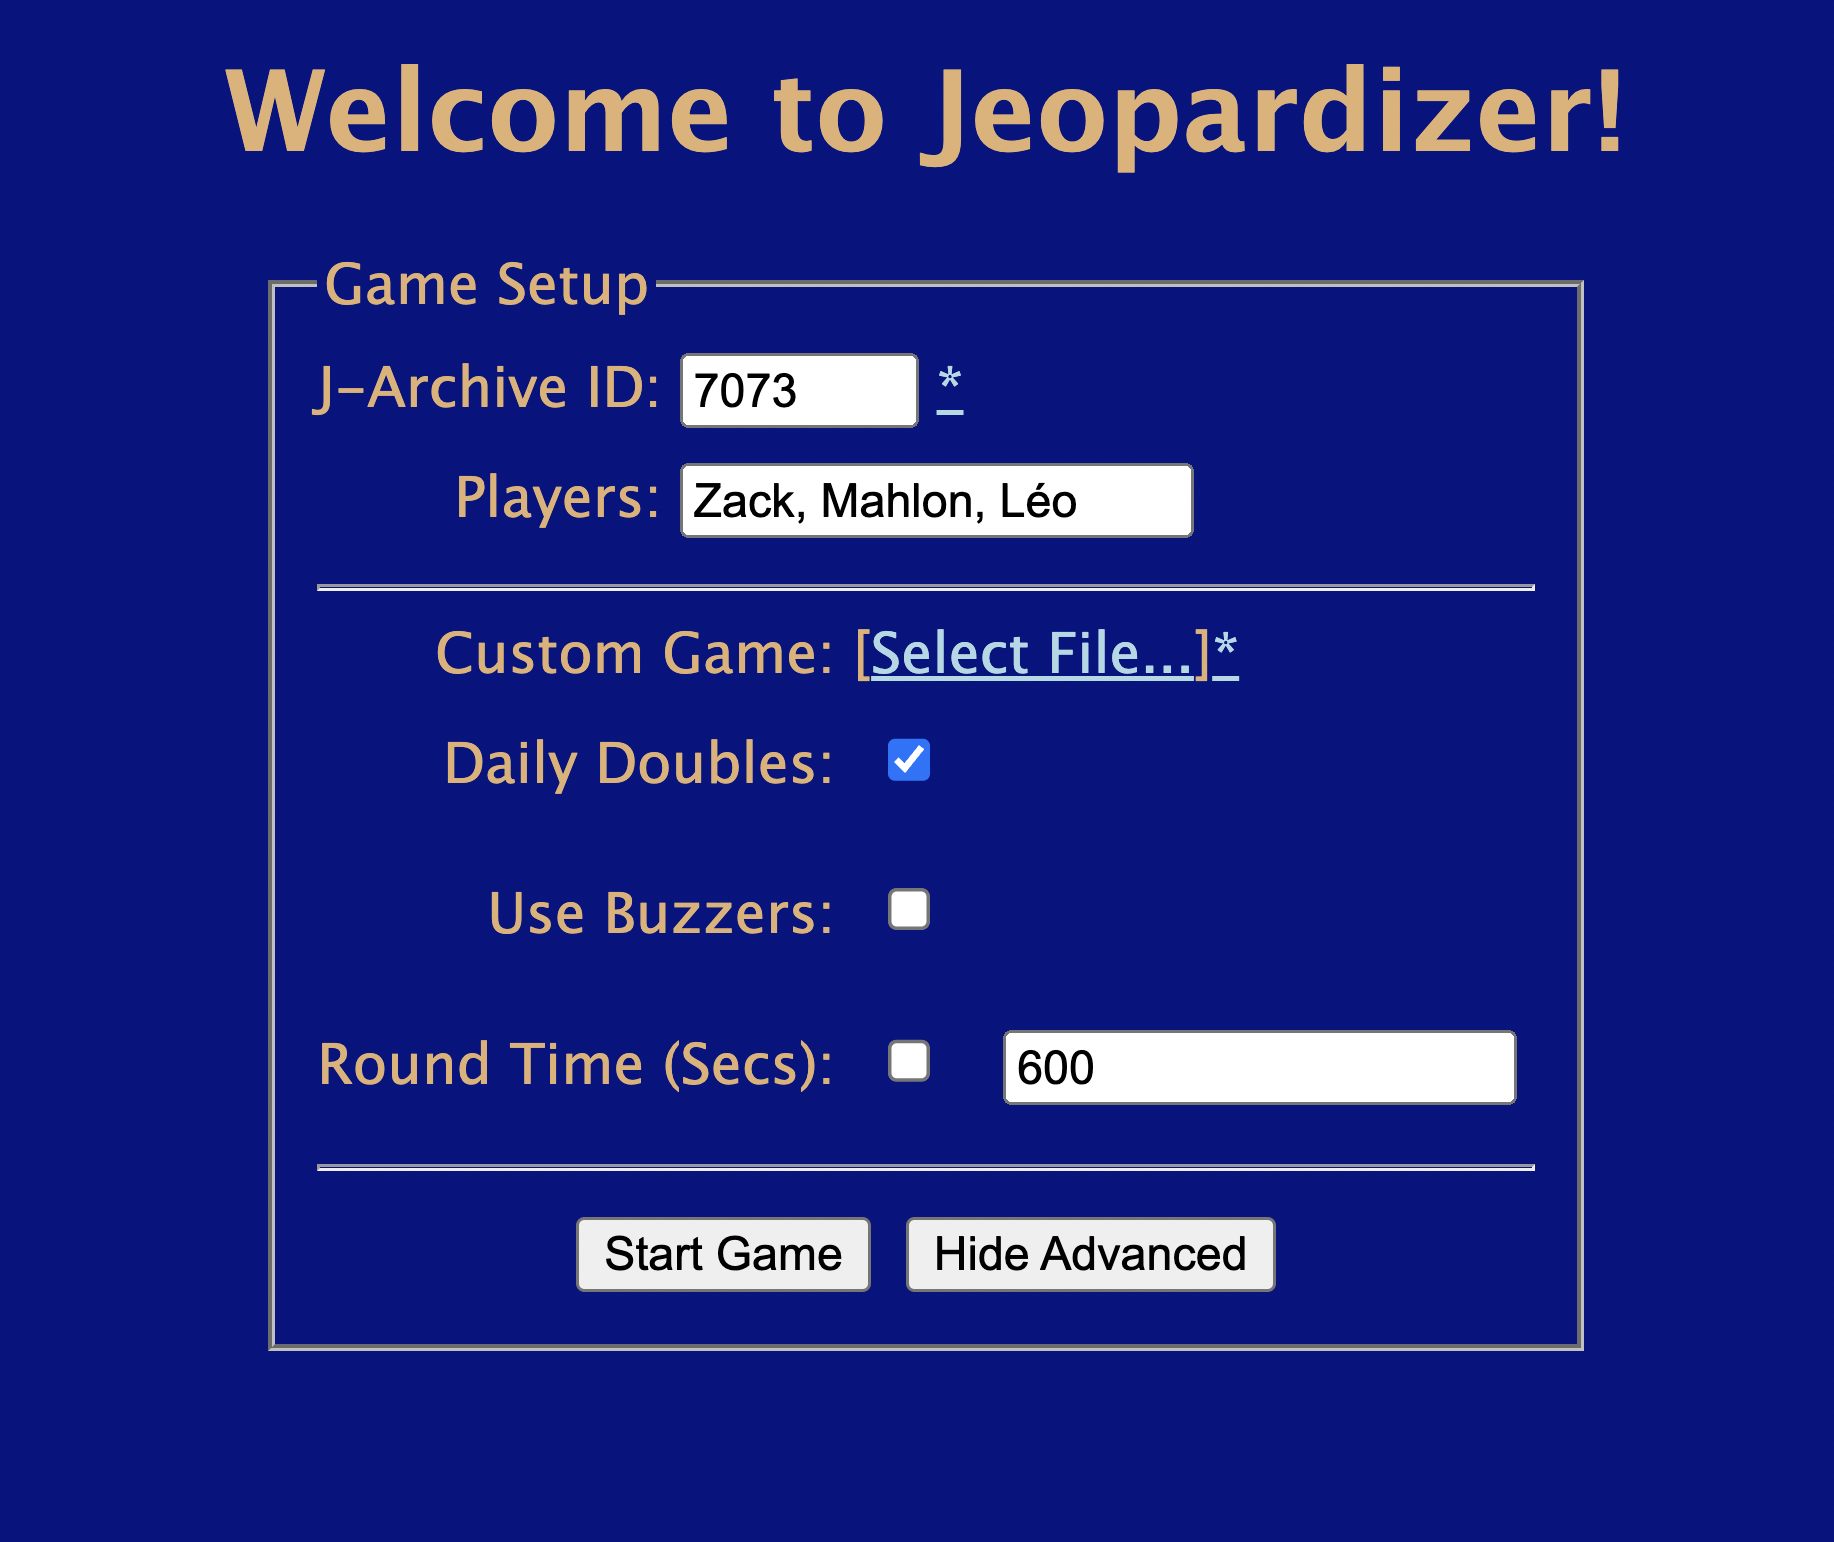 Welcome to Jeopardizer!
Game Setup
J-Archive ID: 7073 *
Players: Zack, Mahlon, Léo
Custom Game: [Select File...]*
Daily Doubles:
Use Buzzers:
Round Time (Secs): 600
Start Game Hide Advanced